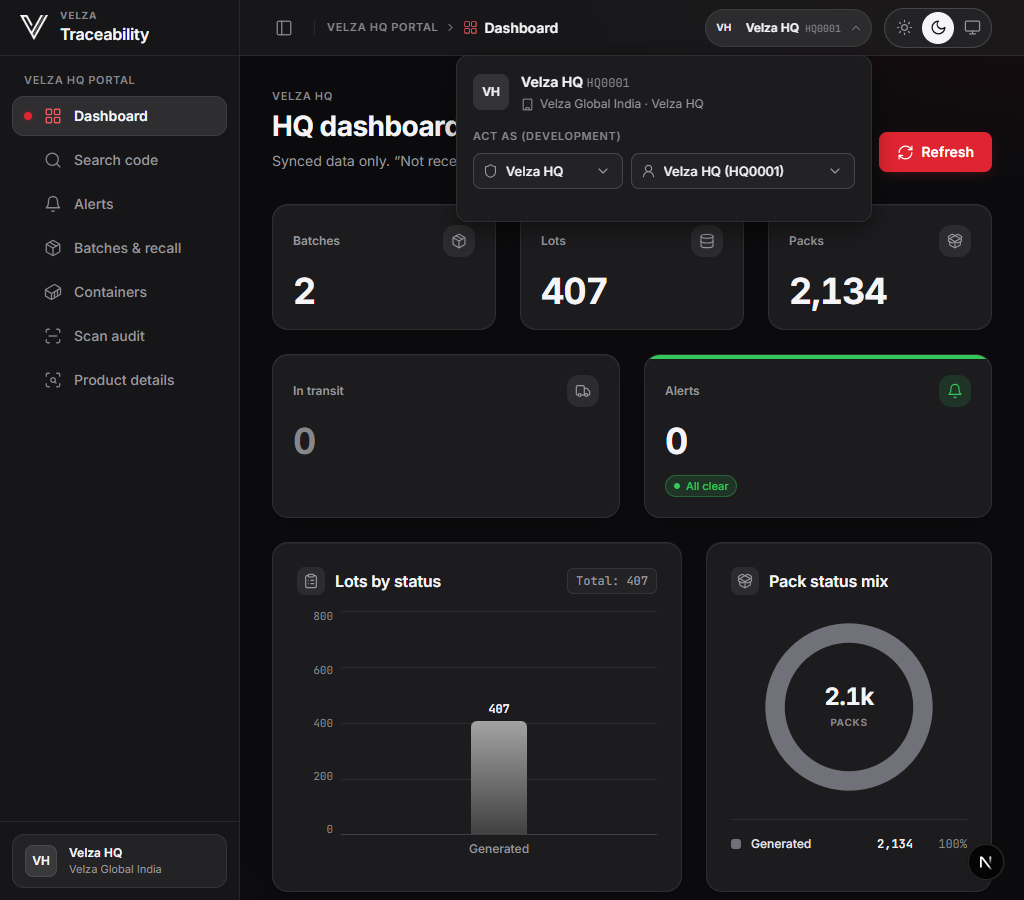 VELZA
Traceability
VELZA HQ PORTAL
Dashboard
Search code
Alerts
Batches & recall
Containers
Scan audit
Product details
VH
Velza HQ
Velza Global India
VELZA HQ PORTAL > Dashboard
VH Velza HQ HQ0001
VH
Velza HQ HQ0001
Velza Global India · Velza HQ
ACT AS (DEVELOPMENT)
Velza HQ
Velza HQ (HQ0001)
VELZA HQ
HQ dashboard
Synced data only. “Not rece
Refresh
Batches
2
Lots
407
Packs
2,134
In transit
0
Alerts
0
All clear
Lots by status
Total: 407
800
600
400
200
0
407
Generated
Pack status mix
2.1k
PACKS
Generated 2,134 100%
N